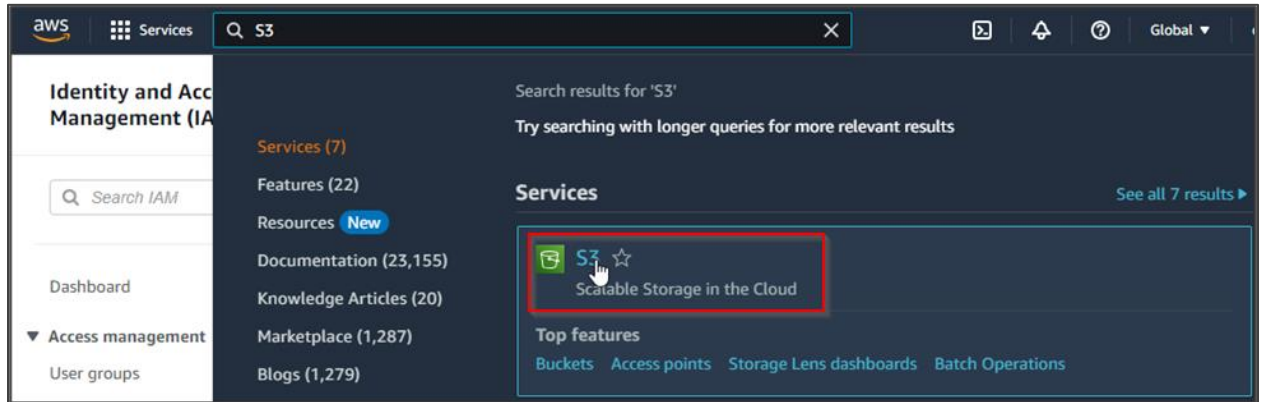 aws
Services
S3
Global
Identity and Acc
Management (IA
Search IAM
Dashboard
Access management
User groups
Services (7)
Features (22)
Resources New
Documentation (23,155)
Knowledge Articles (20)
Marketplace (1,287)
Blogs (1,279)
Search results for 'S3'
Try searching with longer queries for more relevant results
Services
See all 7 results
S3
Scalable Storage in the Cloud
Top features
Buckets Access points Storage Lens dashboards Batch Operations